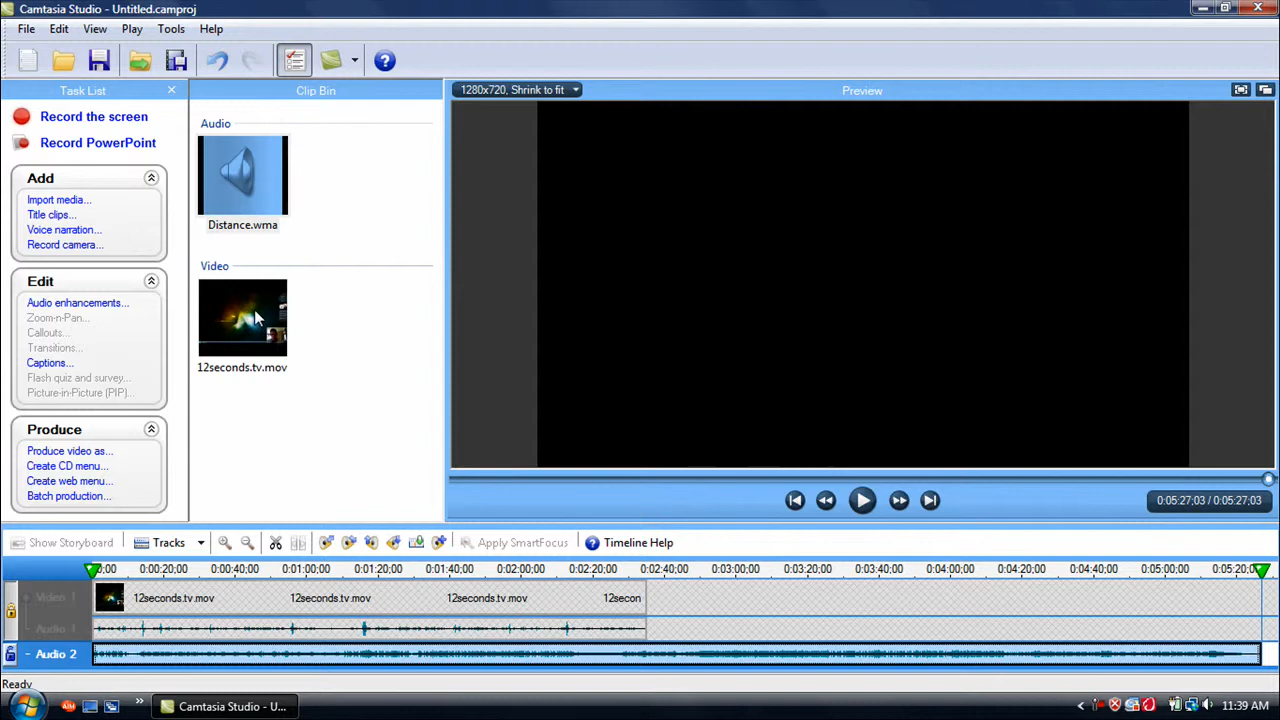 Camtasia Studio - Untitled.camproj
File Edit View Play Tools Help
Task List
Record the screen
Record PowerPoint
Add
Import media...
Title clips...
Voice narration...
Record camera...
Edit
Audio enhancements...
Zoom-n-Pan...
Callouts...
Transitions...
Captions...
Flash quiz and survey...
Picture-in-Picture (PIP)...
Produce
Produce video as...
Create CD menu...
Create web menu...
Batch production...
Clip Bin
Audio
Distance.wma
Video
12seconds.tv.mov
1280x720, Shrink to fit
Preview
0:05:27;03 / 0:05:27;03
Show Storyboard Tracks Apply SmartFocus Timeline Help
0;00 0:00:20;00 0:00:40;00 0:01:00;00 0:01:20;00 0:01:40;00 0:02:00;00 0:02:20;00 0:02:40;00 0:03:00;00 0:03:20;00 0:03:40;00 0:04:00;00 0:04:20;00 0:04:40;00 0:05:00;00 0:05:20;0
Video 1 12seconds.tv.mov 12seconds.tv.mov 12seconds.tv.mov 12secon
Audio 1
Audio 2
Ready
Camtasia Studio - U...
11:39 AM